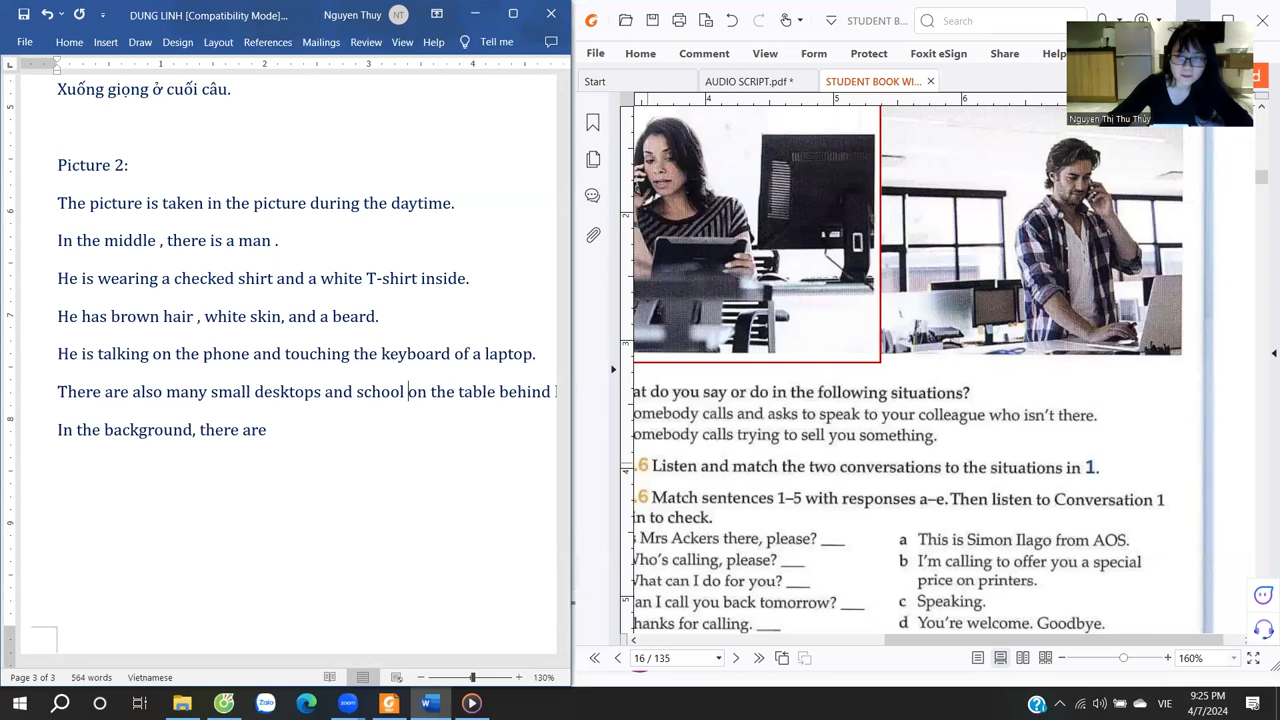 DUNG LINH [Compatibility Mode]
Nguyen Thuy
NT
File Home Insert Draw Design Layout References Mailings Review View Help Tell me
Xuống giọng ở cuối câu.
Picture 2:
The picture is taken in the picture during the daytime.
In the middle , there is a man .
He is wearing a checked shirt and a white T-shirt inside.
He has brown hair , white skin, and a beard.
He is talking on the phone and touching the keyboard of a laptop.
There are also many small desktops and school on the table behind
In the background, there are
Page 3 of 3 564 words Vietnamese 130%
STUDENT B... Search
File Home Comment View Form Protect Foxit eSign Share
Start AUDIO SCRIPT.pdf * STUDENT BOOK WI...
Nguyen Thị Thu Thủy
at do you say or do in the following situations?
omebody calls and asks to speak to your colleague who isn't there.
omebody calls trying to sell you something.
.6 Listen and match the two conversations to the situations in 1.
.6 Match sentences 1–5 with responses a–e. Then listen to Conversation 1
in to check.
s Mrs Ackers there, please? ___
Who's calling, please? ___
What can I do for you? ___
an I call you back tomorrow? ___
hanks for calling. ___
a This is Simon Ilago from AOS.
b I'm calling to offer you a special
price on printers.
c Speaking.
d You're welcome. Goodbye.
16 / 135 160%
Zalo zoom
VIE
9:25 PM
4/7/2024